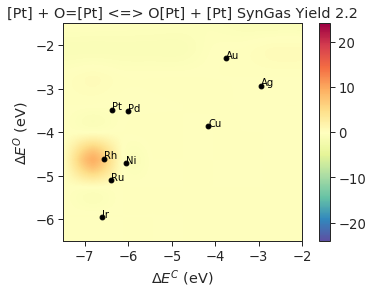 [Pt] + O=[Pt] <=> O[Pt] + [Pt] SynGas Yield 2.2
−2
−3
−4
−5
−6
ΔE^O (eV)
Au
Ag
Pt
Pd
Cu
Rh
Ni
Ru
Ir
−7
−6
−5
−4
−3
−2
ΔE^C (eV)
20
10
0
−10
−20